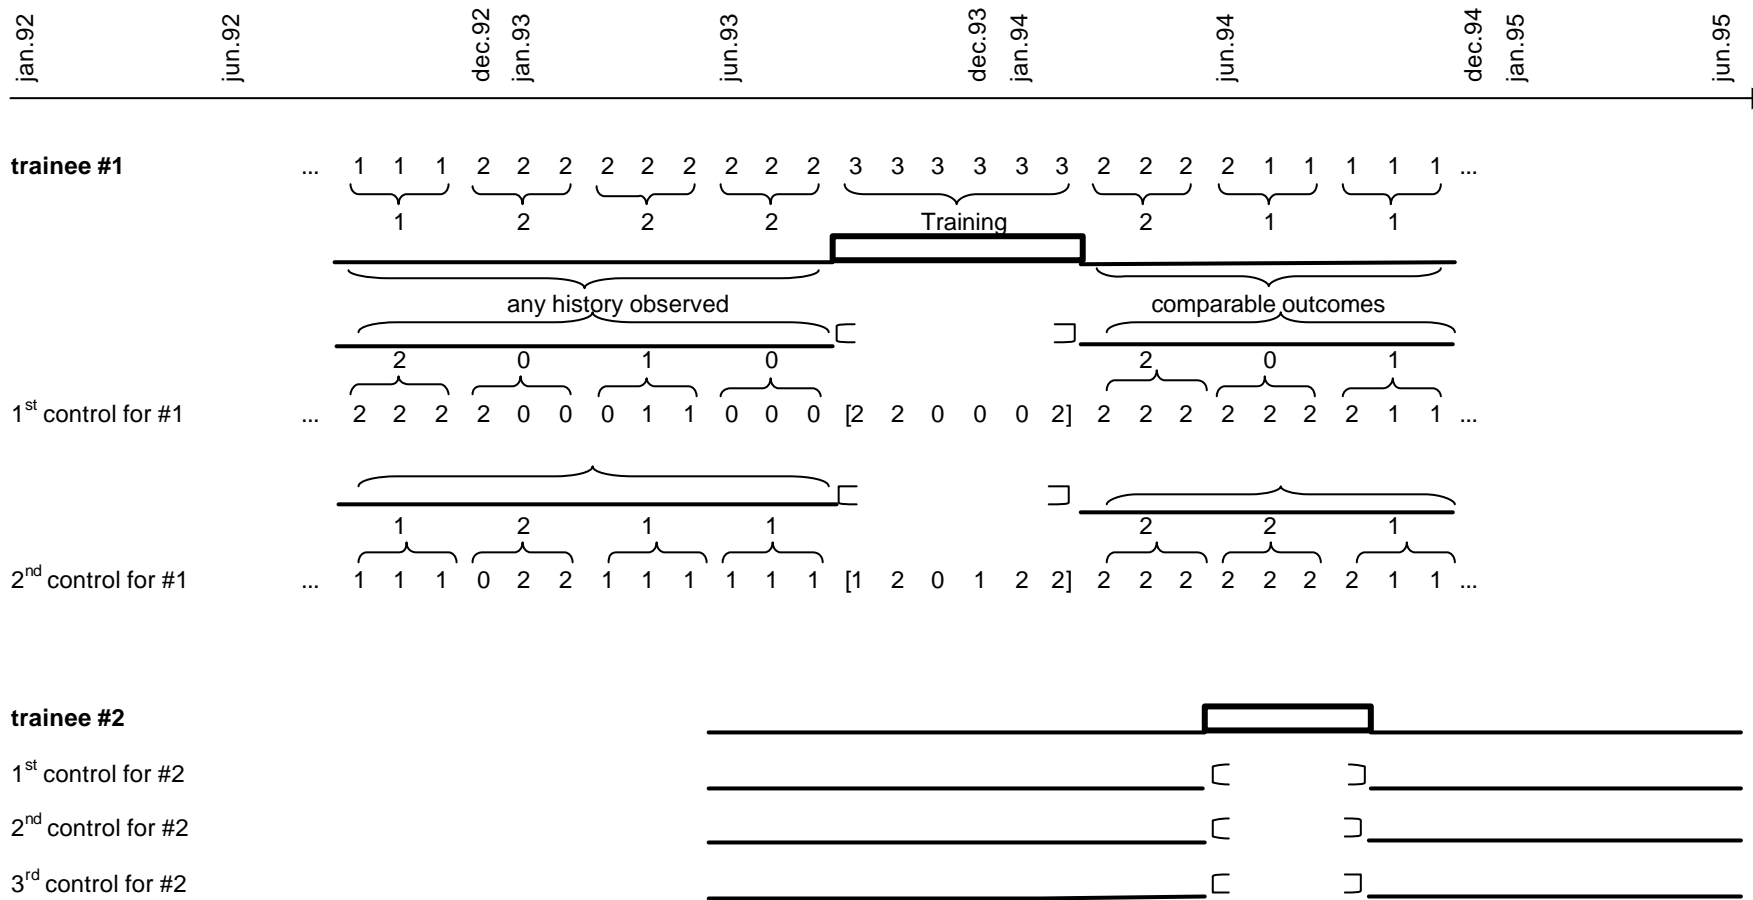 jan.92 jun.92 dec.92 jan.93 jun.93 dec.93 jan.94 jun.94 dec.94 jan.95 jun.95
trainee #1 ... 1 1 1 2 2 2 2 2 2 2 2 2 3 3 3 3 3 3 2 2 2 2 1 1 1 1 1 ...
1 2 2 2 Training 2 1 1
any history observed comparable outcomes
2 0 1 0 2 0 1
1st control for #1 ... 2 2 2 2 0 0 0 1 1 0 0 0 [2 2 0 0 0 2] 2 2 2 2 2 2 2 1 1 ...
1 2 1 1 2 2 1
2nd control for #1 ... 1 1 1 0 2 2 1 1 1 1 1 1 [1 2 0 1 2 2] 2 2 2 2 2 2 2 1 1 ...
trainee #2
1st control for #2
2nd control for #2
3rd control for #2